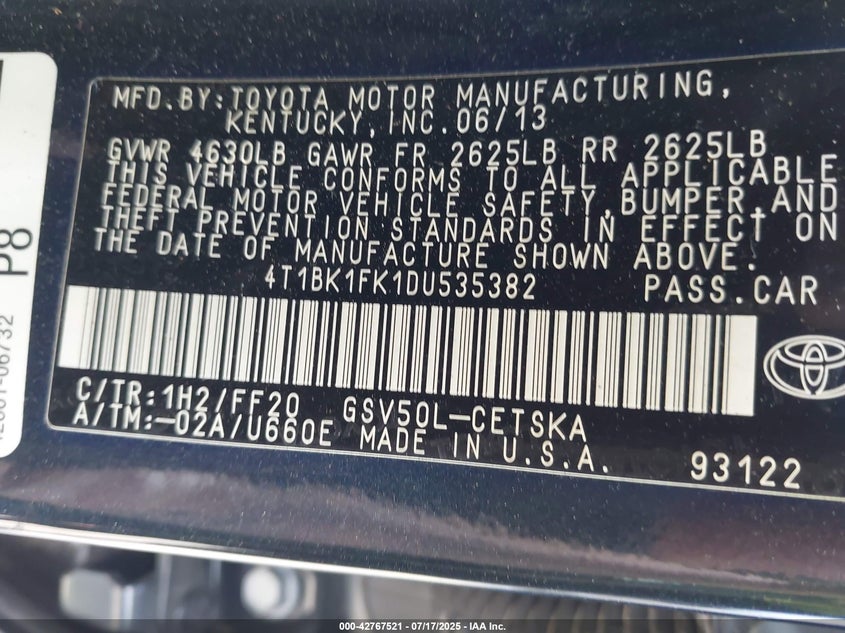 MFD.BY:TOYOTA MOTOR MANUFACTURING,
KENTUCKY,INC.06/13
GVWR 4630LB GAWR FR 2625LB RR 2625LB
THIS VEHICLE CONFORMS TO ALL APPLICABLE
FEDERAL MOTOR VEHICLE SAFETY,BUMPER,AND
THEFT PREVENTION STANDARDS IN EFFECT ON
THE DATE OF MANUFACTURE SHOWN ABOVE.
4T1BK1FK1DU535382 PASS.CAR
C/TR:1H2/FF20 GSV50L-CETSKA
A/TM:-02A/U660E MADE IN U.S.A.
93122
P8
000-42767521 / 07/17/2025 - IAA Inc.